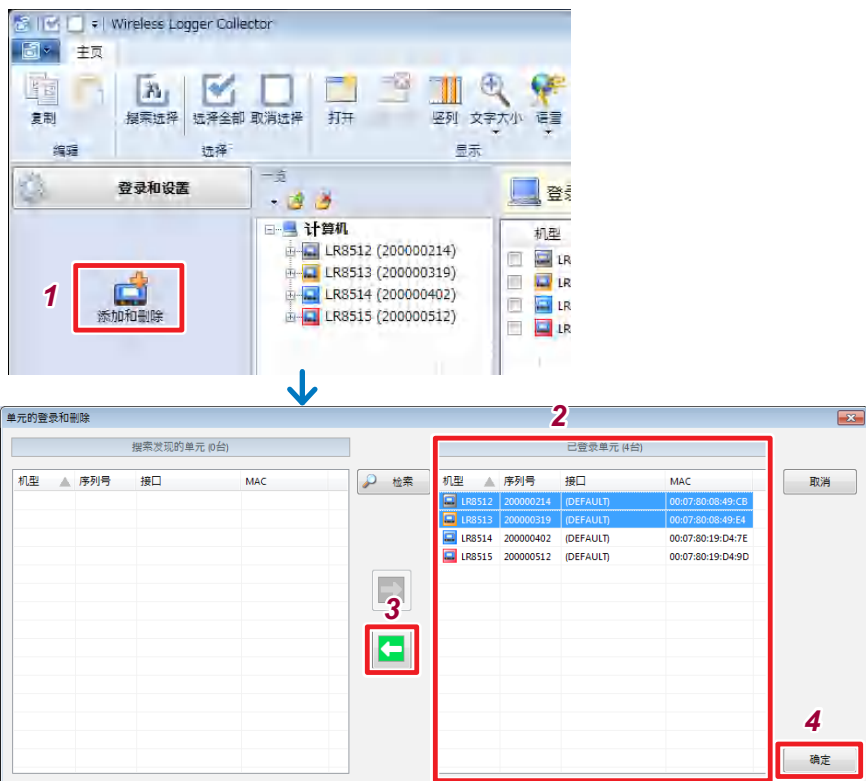 Wireless Logger Collector
主页
复制
搜索选择
选择全部
取消选择
打开
竖列
文字大小
语言
编辑
选择
显示
登录和设置
一览
计算机
LR8512 (200000214)
LR8513 (200000319)
LR8514 (200000402)
LR8515 (200000512)
机型
LR
LR
LR
LR
1
添加和删除
单元的登录和删除
2
搜索发现的单元 (0台)
已登录单元 (4台)
机型 序列号 接口 MAC
检索
机型 序列号 接口 MAC
取消
LR8512 200000214 (DEFAULT) 00:07:80:08:49:CB
LR8513 200000319 (DEFAULT) 00:07:80:08:49:E4
LR8514 200000402 (DEFAULT) 00:07:80:19:D4:7E
LR8515 200000512 (DEFAULT) 00:07:80:19:D4:9D
3
4
确定